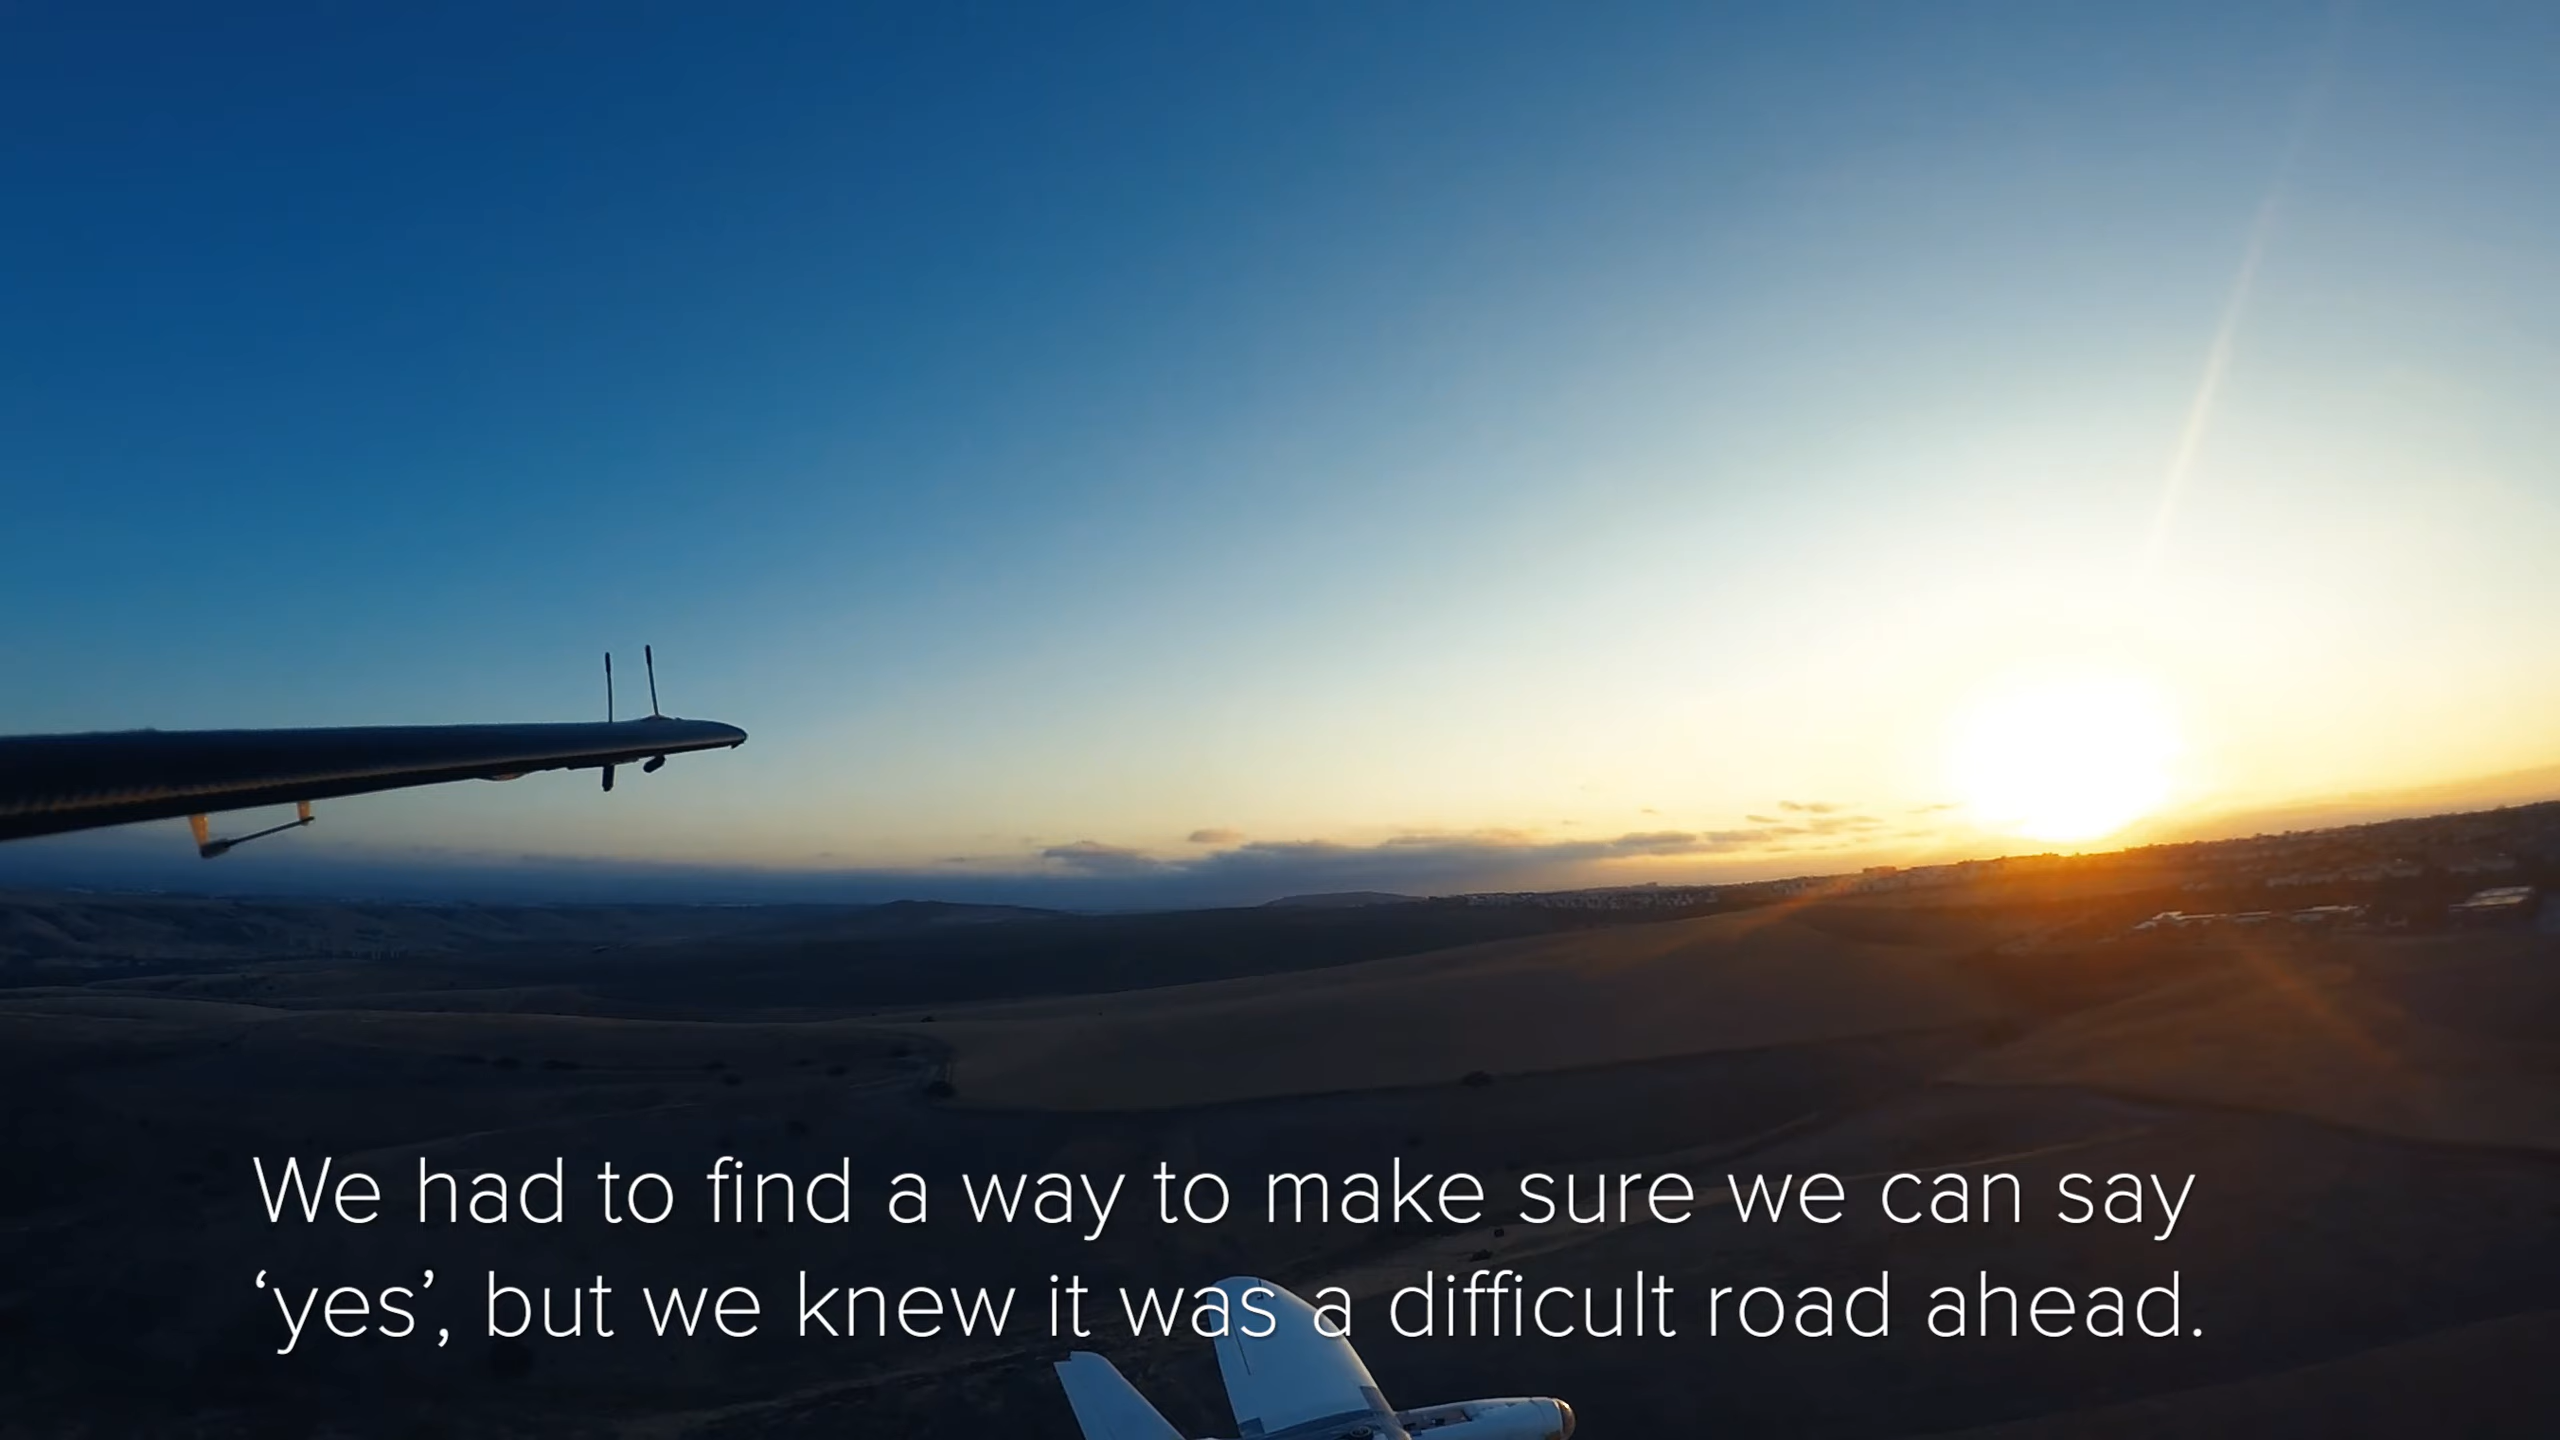 We had to find a way to make sure we can say
‘yes’, but we knew it was a difficult road ahead.